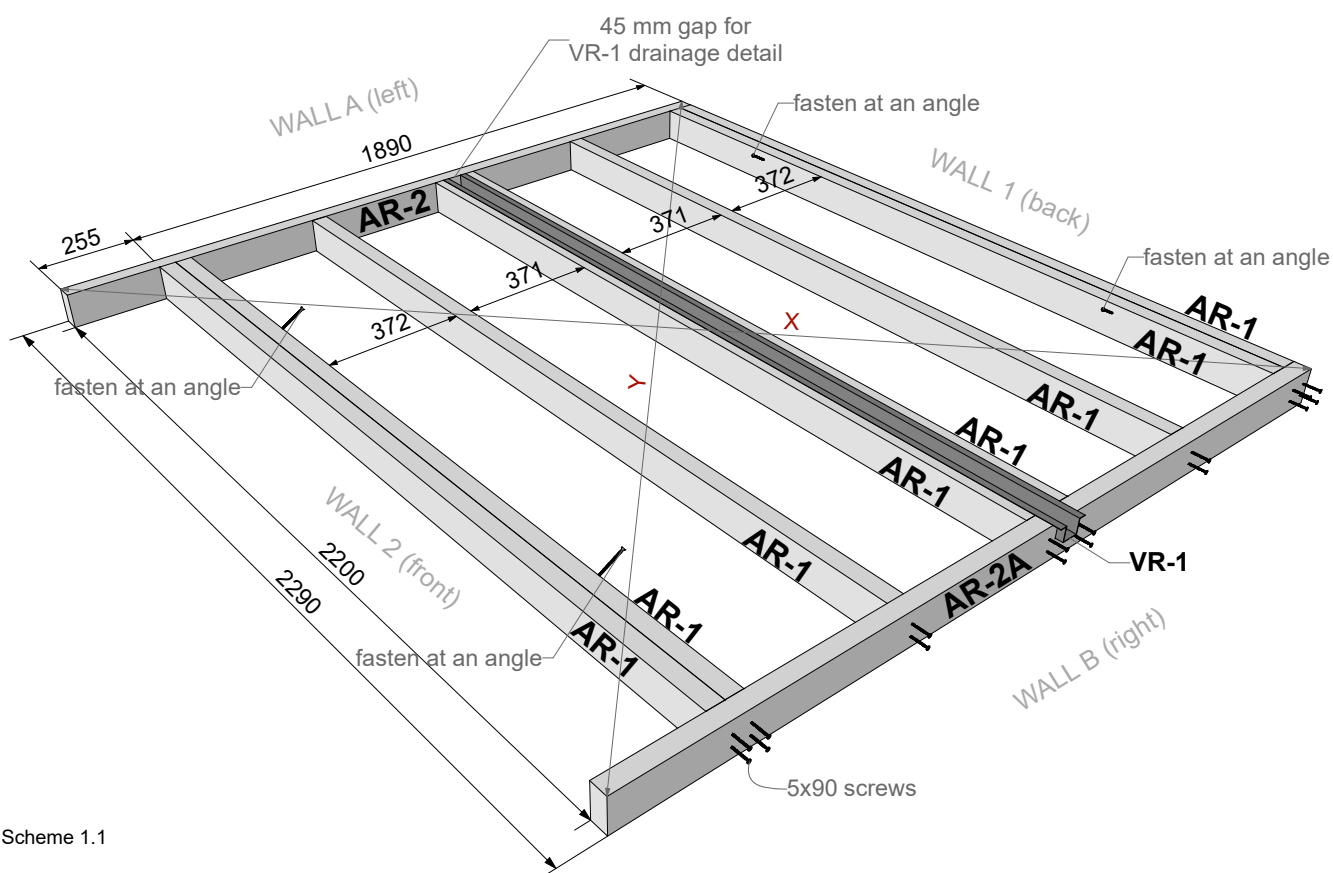 45 mm gap for
VR-1 drainage detail
WALL A (left)
fasten at an angle
1890
WALL 1 (back)
372
AR-2
371
255
fasten at an angle
371
AR-1
X
372
AR-1
fasten at an angle
Y
AR-1
AR-1
AR-1
WALL 2 (front)
AR-1
VR-1
2200
AR-2A
2290
AR-1
WALL B (right)
AR-1
fasten at an angle
5x90 screws
Scheme 1.1